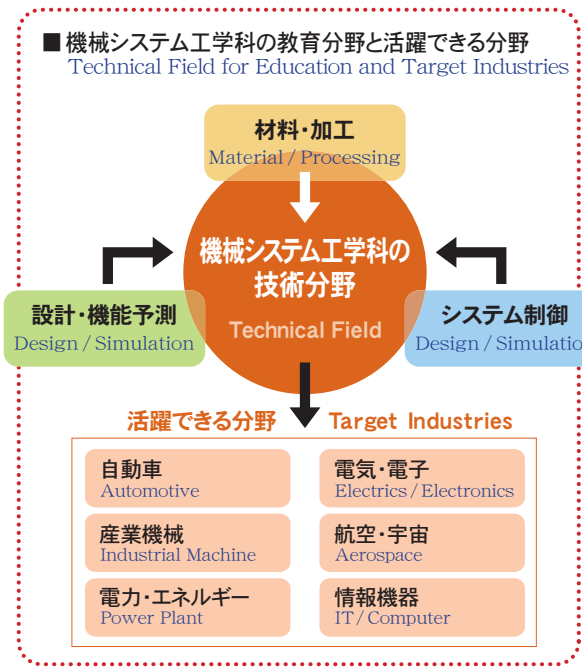 ■機械システム工学科の教育分野と活躍できる分野
Technical Field for Education and Target Industries
材料・加工
Material / Processing
機械システム工学科の
技術分野
Technical Field
設計・機能予測
Design / Simulation
システム制御
Design / Simulatio
活躍できる分野 Target Industries
自動車
Automotive
電気・電子
Electrics / Electronics
産業機械
Industrial Machine
航空・宇宙
Aerospace
電力・エネルギー
Power Plant
情報機器
IT / Computer